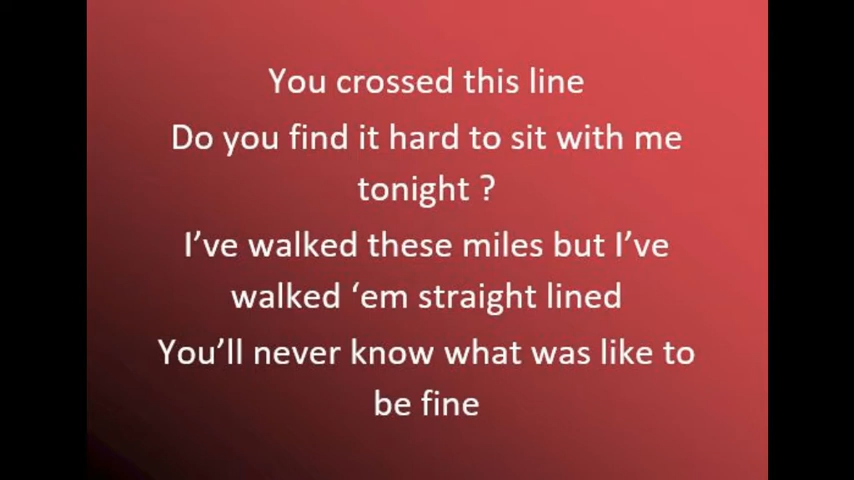 You crossed this line
Do you find it hard to sit with me
tonight ?
I’ve walked these miles but I’ve
walked ‘em straight lined
You’ll never know what was like to
be fine